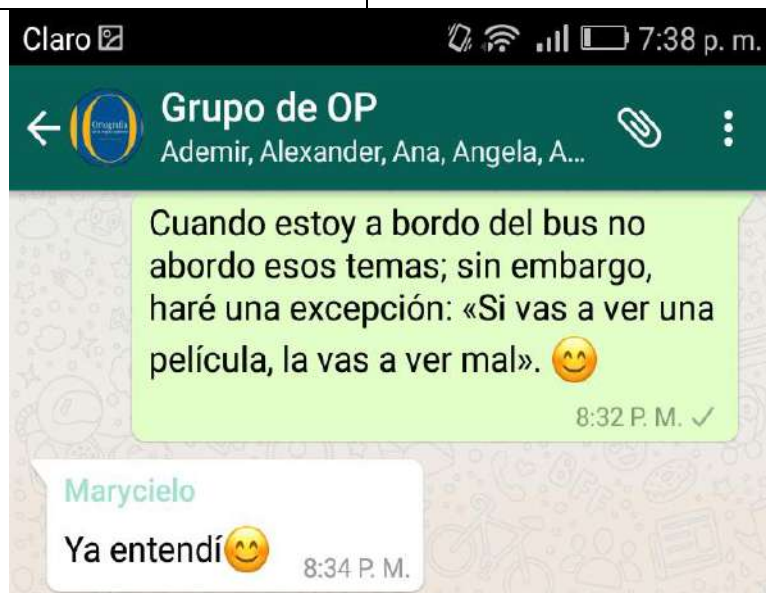 Claro 7:38 p. m.
Grupo de OP
Ademir, Alexander, Ana, Angela, A...
Cuando estoy a bordo del bus no
abordo esos temas; sin embargo,
haré una excepción: «Si vas a ver una
película, la vas a ver mal». 😊
8:32 P. M. ✓
Marycielo
Ya entendí😊 8:34 P. M.